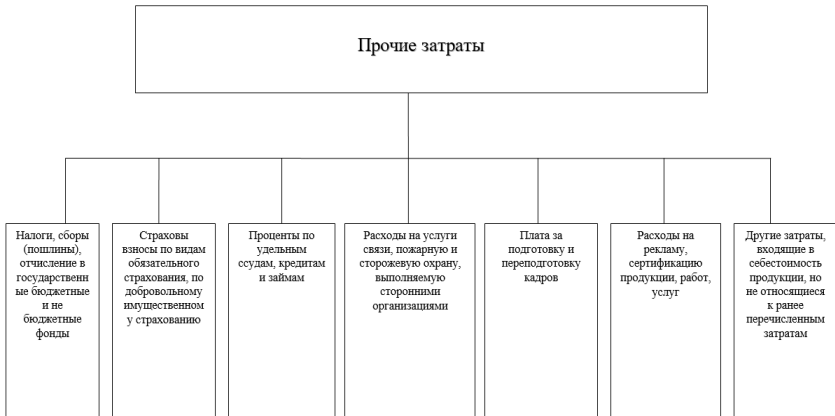 Прочие затраты
Налоги, сборы
(пошлины),
отчисление в
государственн
ые бюджетные
и не
бюджетные
фонды
Страховы
взносы по видам
обязательного
страхования, по
добровольному
имущественном
у страхованию
Проценты по
удельным
ссудам, кредитам
и займам
Расходы на услуги
связи, пожарную и
сторожевую охрану,
выполняемую
сторонними
организациями
Плата за
подготовку и
переподготовку
кадров
Расходы на
рекламу,
сертификацию
продукции, работ,
услуг
Другие затраты,
входящие в
себестоимость
продукции, но
не относящиеся
к ранее
перечисленным
затратам